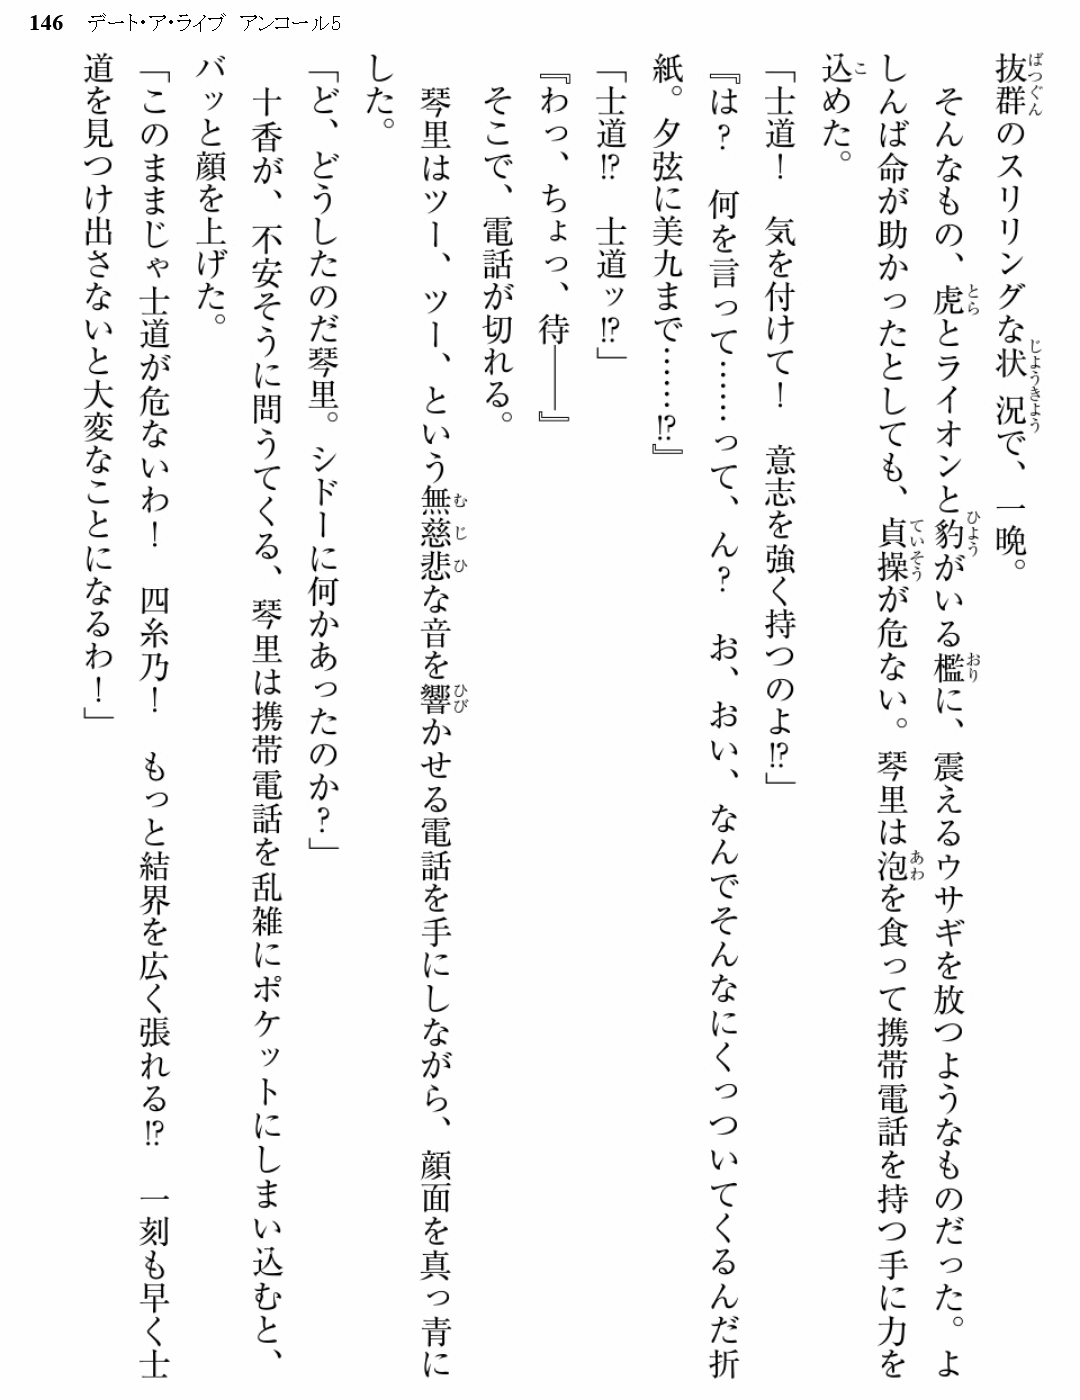 146 デート・ア・ライブ アンコール5
抜群のスリリングな状況で、一晩。
　そんなもの、虎とライオンと豹がいる檻に、震えるウサギを放つようなものだった。よ
しんば命が助かったとしても、貞操が危ない。琴里は泡を食って携帯電話を持つ手に力を
込めた。
「士道！　気を付けて！　意志を強く持つのよ!?」
『は？　何を言って……って、ん？　お、おい、なんでそんなにくっついてくるんだ折
紙。夕弦に美九まで……!?』
「士道!?　士道ッ!?」
『わっ、ちょっ、待――』
　そこで、電話が切れる。
　琴里はツー、ツー、という無慈悲な音を響かせる電話を手にしながら、顔面を真っ青に
した。
「ど、どうしたのだ琴里。シドーに何かあったのか？」
　十香が、不安そうに問うてくる、琴里は携帯電話を乱雑にポケットにしまい込むと、
バッと顔を上げた。
「このままじゃ士道が危ないわ！　四糸乃！　もっと結界を広く張れる!?　一刻も早く士
道を見つけ出さないと大変なことになるわ！」